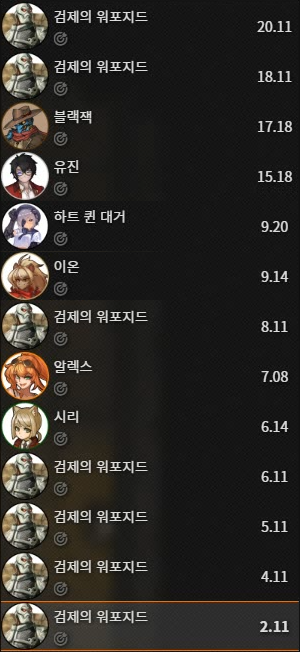 검제의 워포지드
20.11
검제의 워포지드
18.11
블랙잭
17.18
유진
15.18
하트 퀸 대거
9.20
이온
9.14
검제의 워포지드
8.11
알렉스
7.08
시리
6.14
검제의 워포지드
6.11
검제의 워포지드
5.11
검제의 워포지드
4.11
검제의 워포지드
2.11